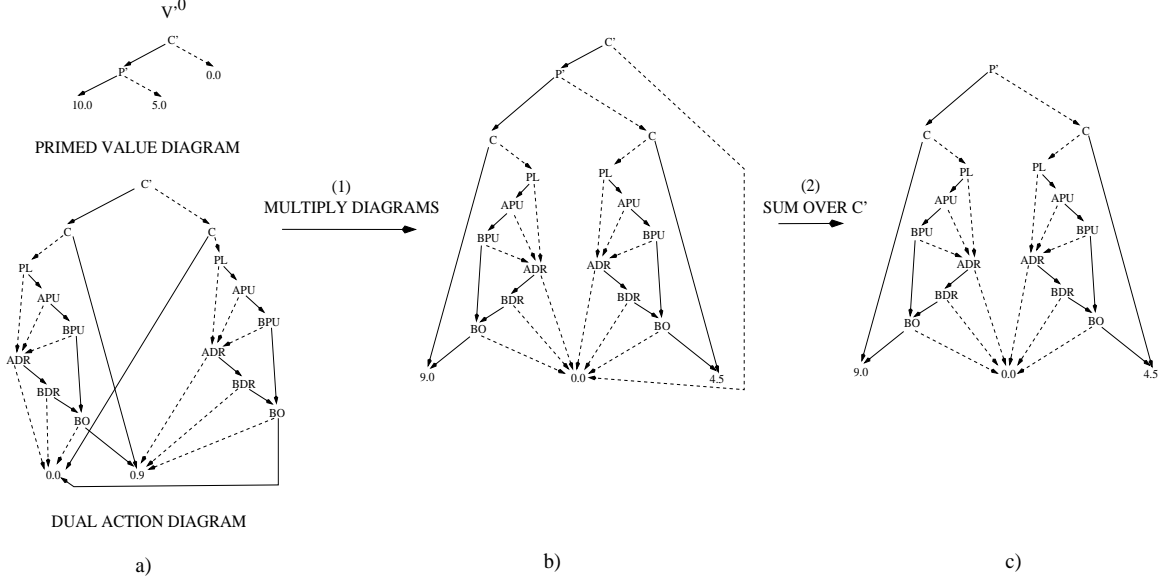 V'⁰
C'
P'
0.0
10.0
5.0
PRIMED VALUE DIAGRAM
C'
C
C
PL
PL
APU
APU
BPU
BPU
ADR
ADR
BDR
BDR
BO
BO
0.0
0.9
DUAL ACTION DIAGRAM
a)
(1)
MULTIPLY DIAGRAMS
C'
P'
C
C
PL
PL
APU
APU
BPU
BPU
ADR
ADR
BDR
BDR
BO
BO
9.0
0.0
4.5
b)
(2)
SUM OVER C'
P'
C
C
PL
PL
APU
APU
BPU
BPU
ADR
ADR
BDR
BDR
BO
BO
9.0
0.0
4.5
c)